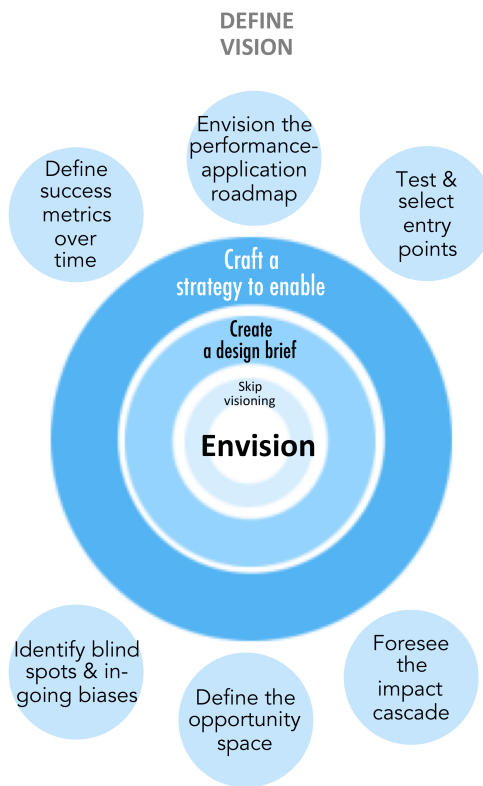 DEFINE
VISION
Envision the
performance-
application
roadmap
Define
success
metrics
over
time
Test &
select
entry
points
Craft a
strategy to enable
Create
a design brief
Skip
visioning
Envision
Identify blind
spots & in-
going biases
Define the
opportunity
space
Foresee
the
impact
cascade